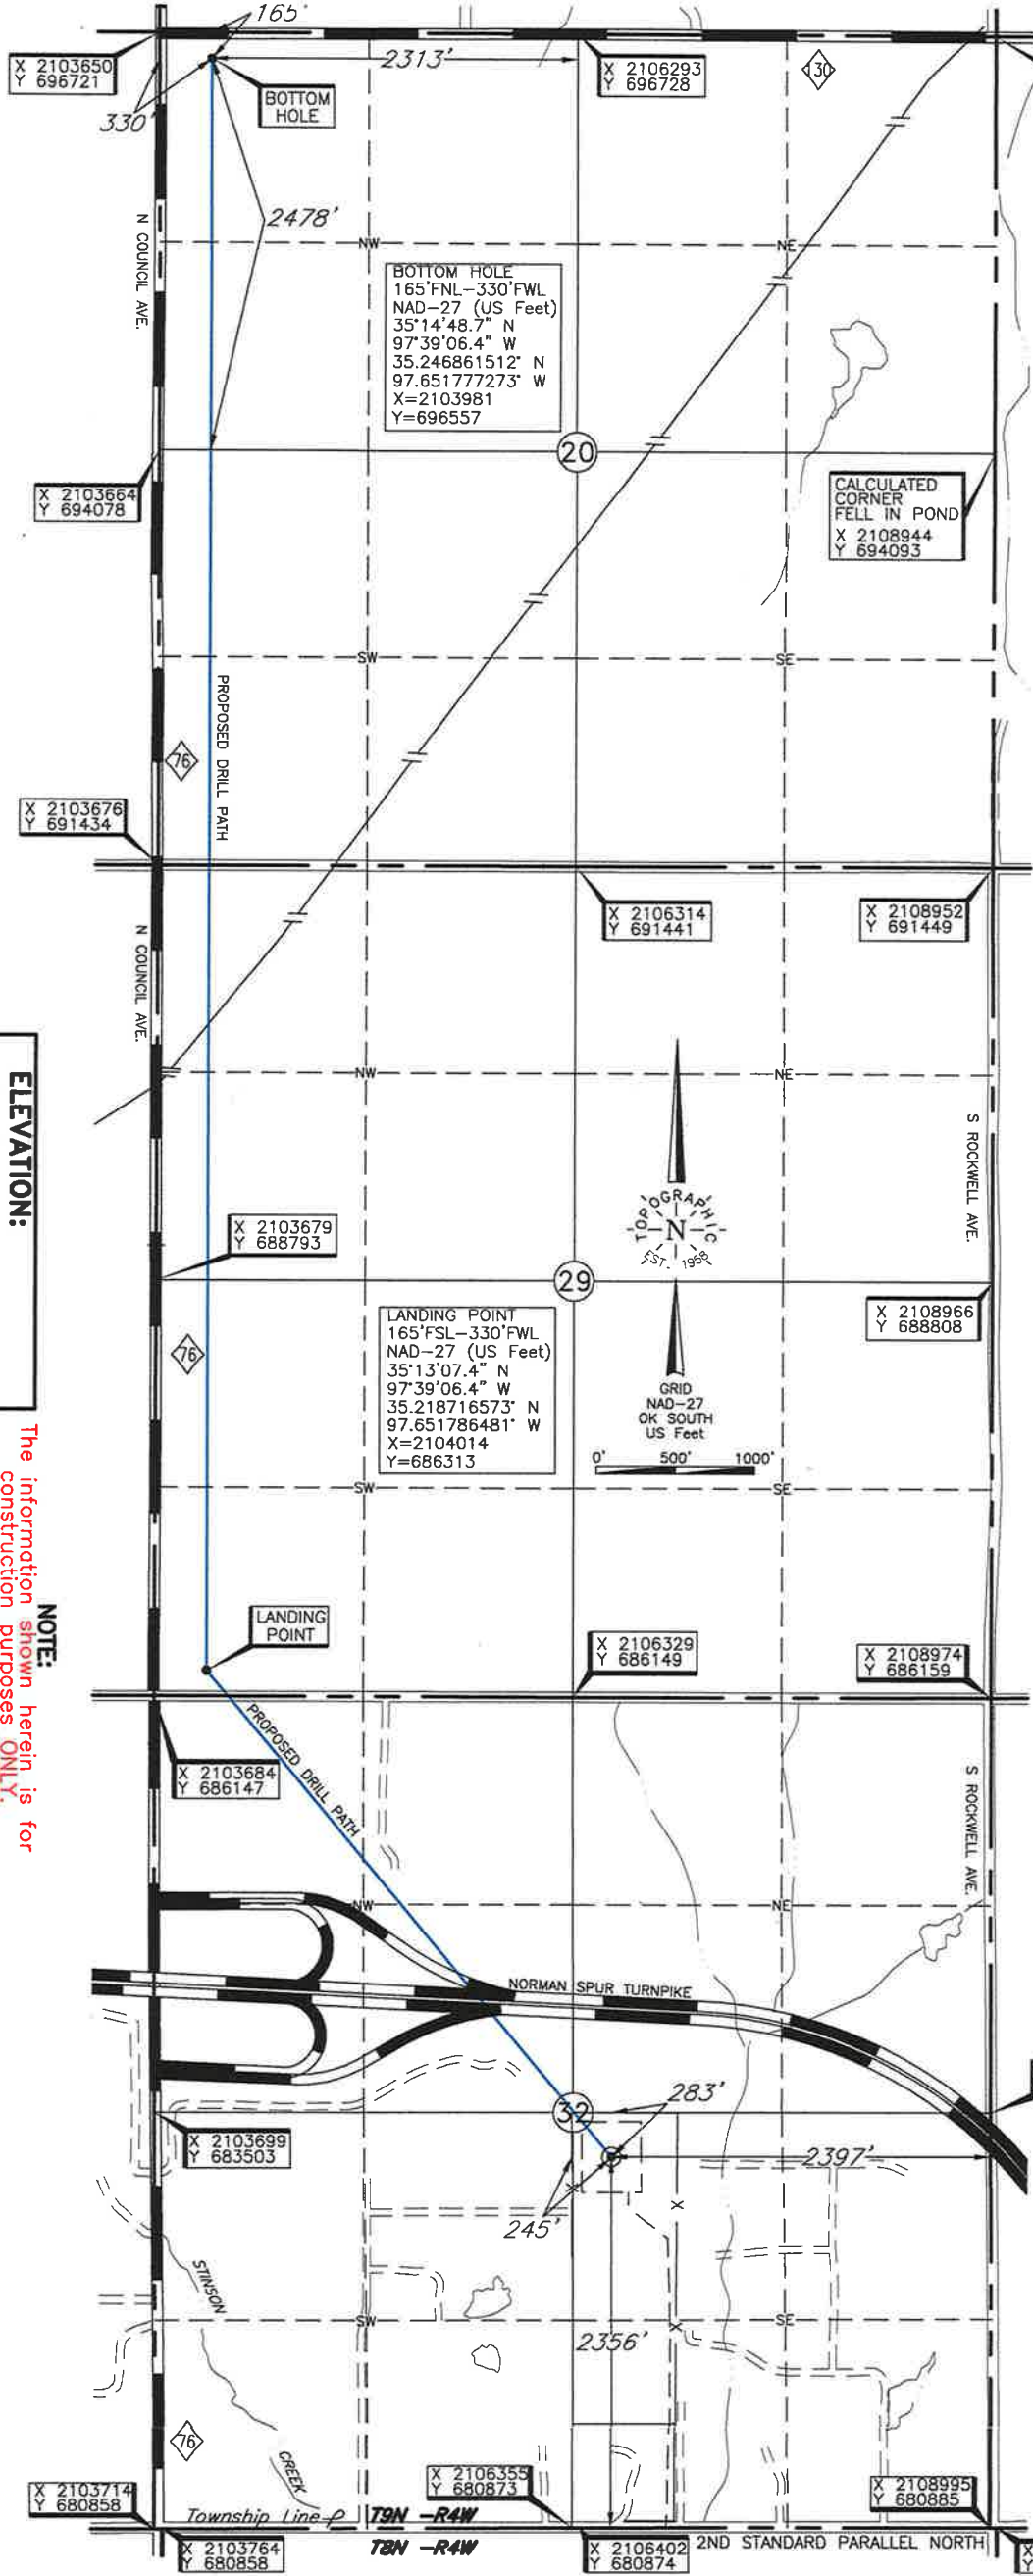 165'
X 2103650
Y 696721
2313'
X 2106293
Y 696728
130
BOTTOM
HOLE
330'
2478'
N COUNCIL AVE.
NW
NE
BOTTOM HOLE
165'FNL-330'FWL
NAD-27 (US Feet)
35°14'48.7" N
97°39'06.4" W
35.246861512° N
97.651777273° W
X=2103981
Y=696557
20
X 2103664
Y 694078
CALCULATED
CORNER
FELL IN POND
X 2108944
Y 694093
SW
SE
PROPOSED DRILL PATH
76
X 2103676
Y 691434
X 2106314
Y 691441
X 2108952
Y 691449
N COUNCIL AVE.
ELEVATION:
NW
NE
S ROCKWELL AVE.
TOPOGRAPHIC
N
EST. 1958
X 2103679
Y 688793
29
X 2108966
Y 688808
76
LANDING POINT
165'FSL-330'FWL
NAD-27 (US Feet)
35°13'07.4" N
97°39'06.4" W
35.218716573° N
97.651786481° W
X=2104014
Y=686313
GRID
NAD-27
OK SOUTH
US Feet
0' 500' 1000'
SW
SE
NOTE:
The information shown herein is for
construction purposes ONLY.
LANDING
POINT
X 2106329
Y 686149
X 2108974
Y 686159
PROPOSED DRILL PATH
X 2103684
Y 686147
S ROCKWELL AVE.
NW
NE
NORMAN SPUR TURNPIKE
283'
32
X 2103699
Y 683503
2397'
245'
X
X
STINSON
CREEK
SW
SE
X
2356'
76
X 2103714
Y 680858
X 2106355
Y 680873
X 2108995
Y 680885
Township Line
T9N -R4W
T8N -R4W
2ND STANDARD PARALLEL NORTH
X 2103764
Y 680858
X 2106402
Y 680874
X
Y